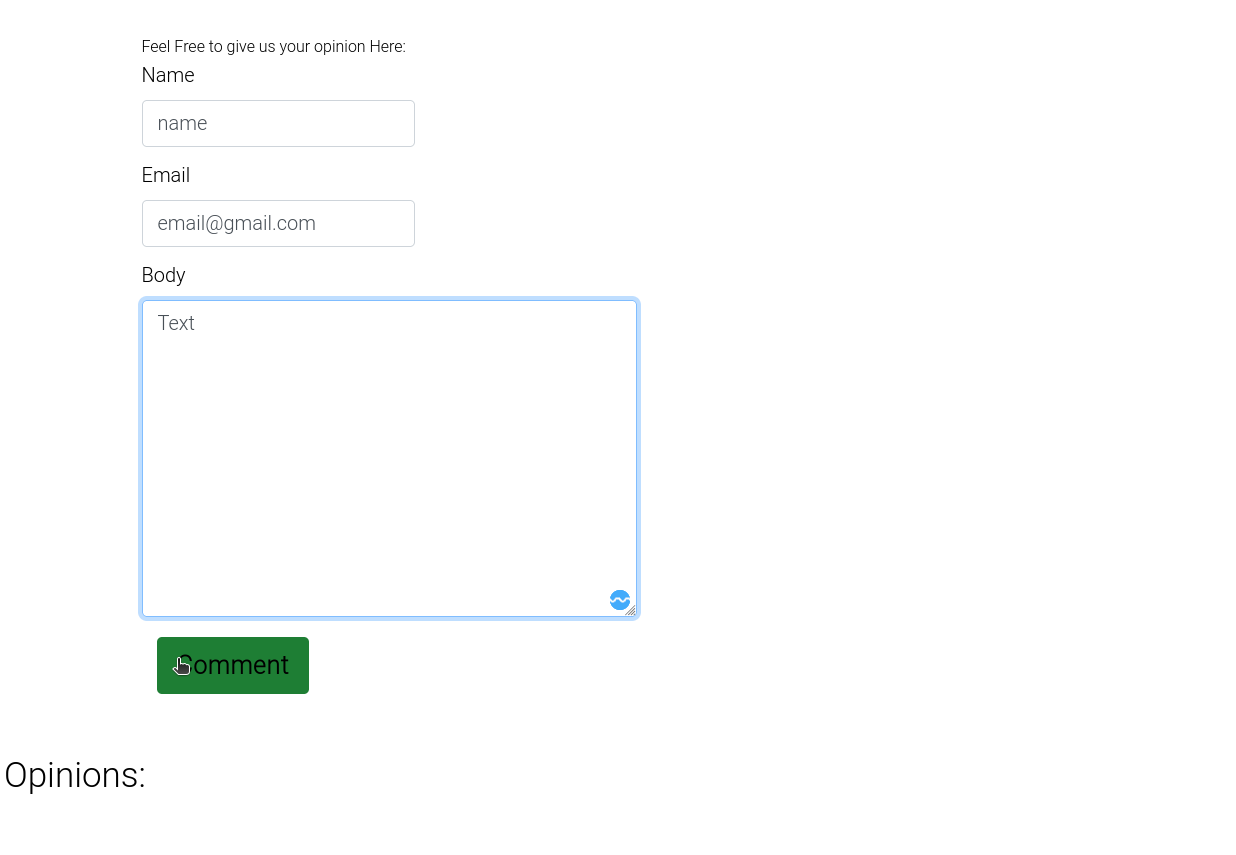 Feel Free to give us your opinion Here:
Name
name
Email
email@gmail.com
Body
Text
Comment
Opinions: